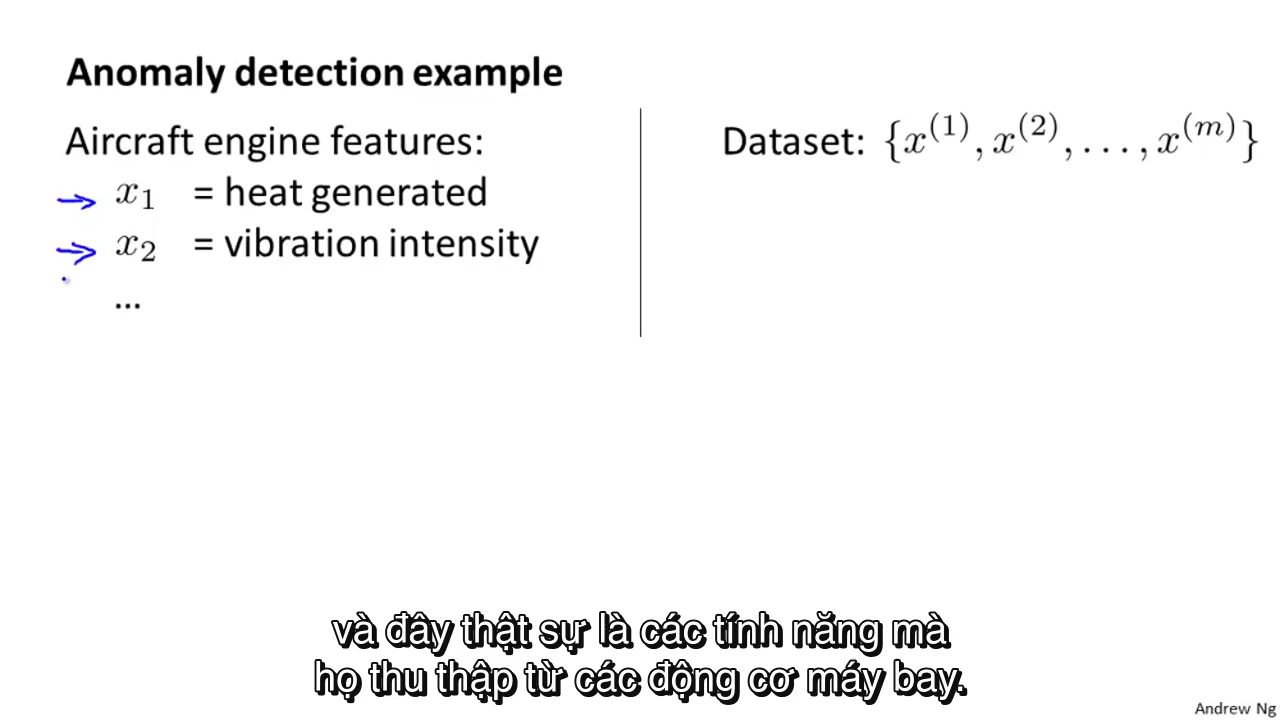 Anomaly detection example
Aircraft engine features:
x₁ = heat generated
x₂ = vibration intensity
...
Dataset: {x⁽¹⁾, x⁽²⁾, . . . , x⁽ᵐ⁾}
và đây thật sự là các tính năng mà
họ thu thập từ các động cơ máy bay.
Andrew Ng